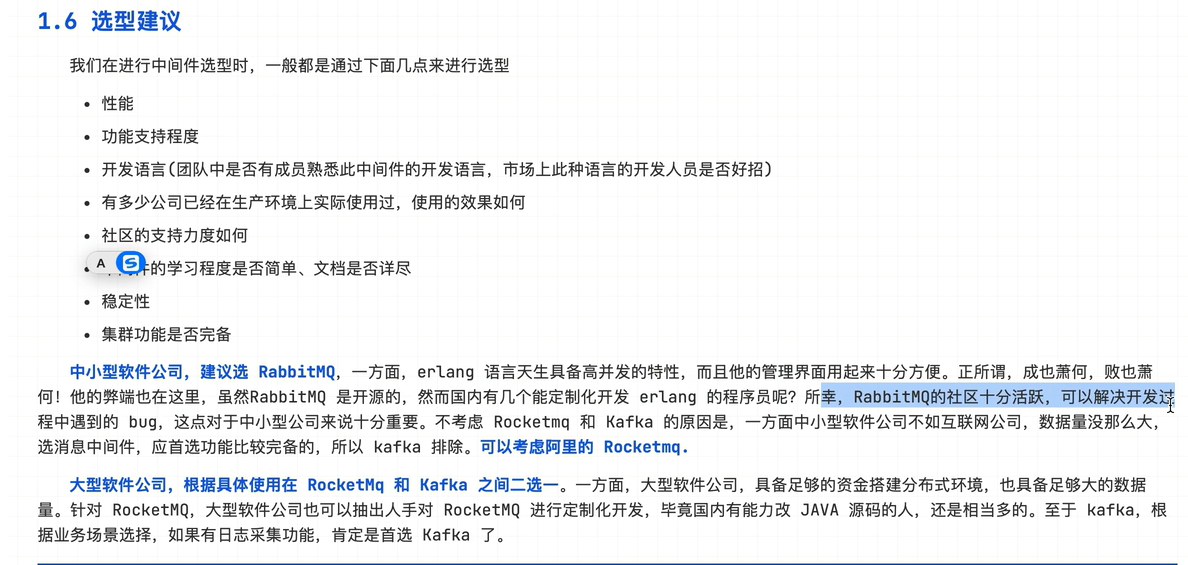 1.6 选型建议
我们在进行中间件选型时，一般都是通过下面几点来进行选型
• 性能
• 功能支持程度
• 开发语言(团队中是否有成员熟悉此中间件的开发语言，市场上此种语言的开发人员是否好招)
• 有多少公司已经在生产环境上实际使用过，使用的效果如何
• 社区的支持力度如何
A
件的学习程度是否简单、文档是否详尽
• 稳定性
• 集群功能是否完备
中小型软件公司，建议选 RabbitMQ，一方面，erlang 语言天生具备高并发的特性，而且他的管理界面用起来十分方便。正所谓，成也萧何，败也萧
何！他的弊端也在这里，虽然RabbitMQ 是开源的，然而国内有几个能定制化开发 erlang 的程序员呢？所幸，RabbitMQ的社区十分活跃，可以解决开发过
程中遇到的 bug，这点对于中小型公司来说十分重要。不考虑 Rocketmq 和 Kafka 的原因是，一方面中小型软件公司不如互联网公司，数据量没那么大，
选消息中间件，应首选功能比较完备的，所以 kafka 排除。可以考虑阿里的 Rocketmq.
大型软件公司，根据具体使用在 RocketMq 和 Kafka 之间二选一。一方面，大型软件公司，具备足够的资金搭建分布式环境，也具备足够大的数据
量。针对 RocketMQ，大型软件公司也可以抽出人手对 RocketMQ 进行定制化开发，毕竟国内有能力改 JAVA 源码的人，还是相当多的。至于 kafka，根
据业务场景选择，如果有日志采集功能，肯定是首选 Kafka 了。